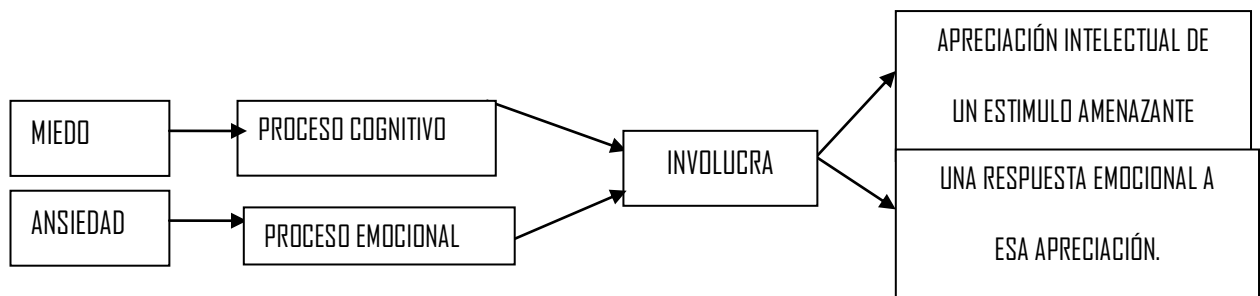 MIEDO
PROCESO COGNITIVO
ANSIEDAD
PROCESO EMOCIONAL
INVOLUCRA
APRECIACIÓN INTELECTUAL DE
UN ESTIMULO AMENAZANTE
UNA RESPUESTA EMOCIONAL A
ESA APRECIACIÓN.